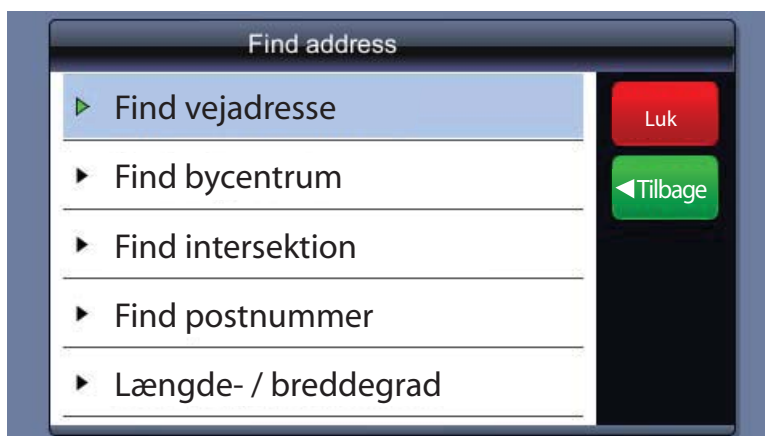 Find address
Find vejadresse
Luk
Find bycentrum
Tilbage
Find intersektion
Find postnummer
Længde- / breddegrad